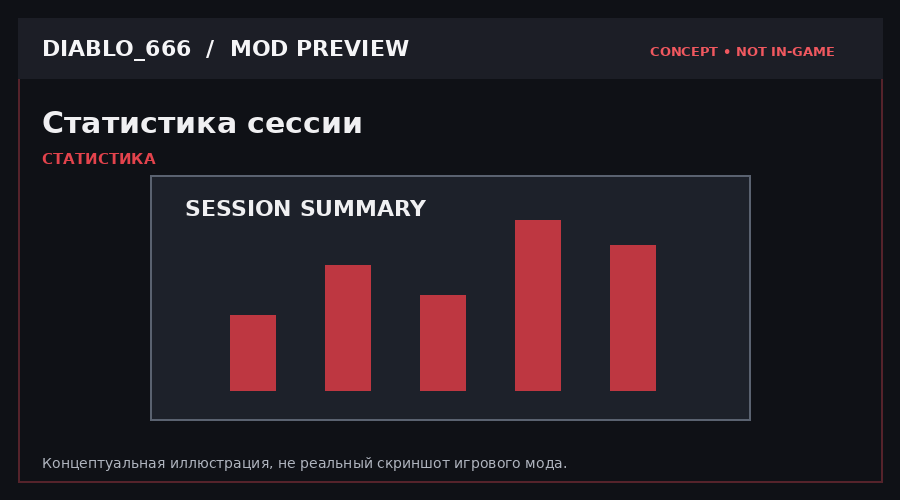 DIABLO_666 / MOD PREVIEW
CONCEPT • NOT IN-GAME
Статистика сессии
СТАТИСТИКА
SESSION SUMMARY
Концептуальная иллюстрация, не реальный скриншот игрового мода.